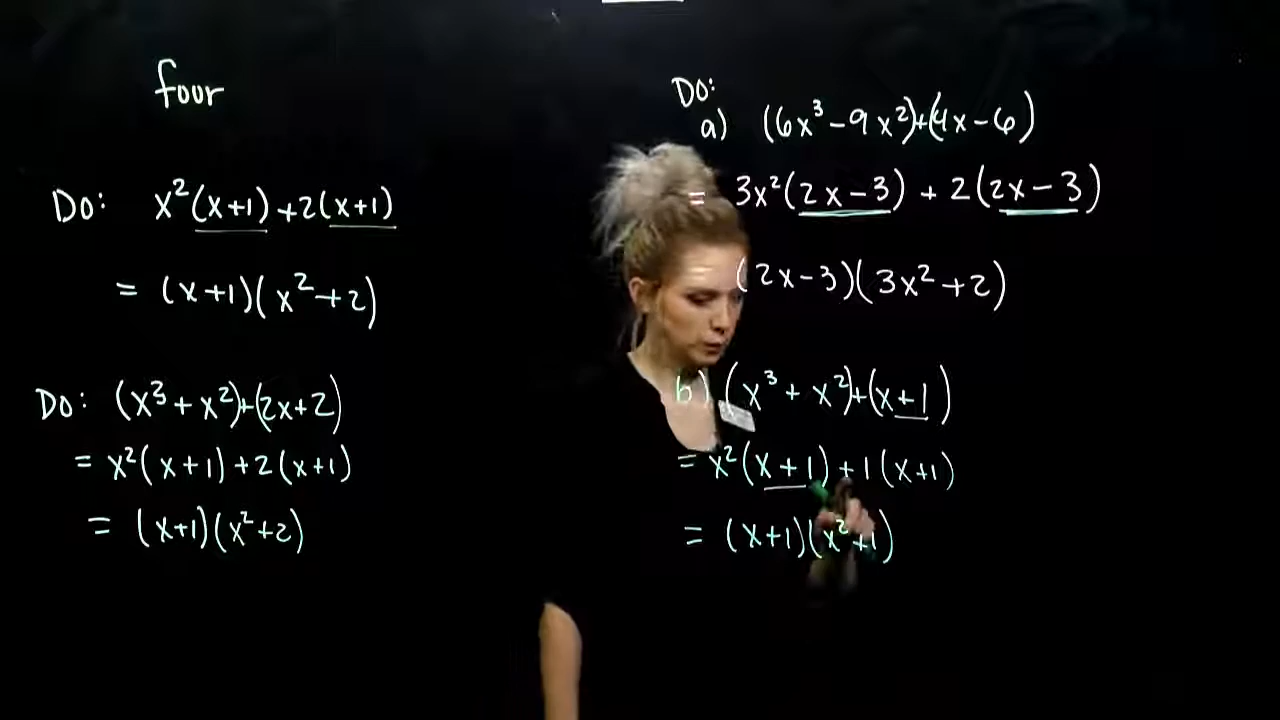 four
Do: x²(x+1)+2(x+1)
= (x+1)(x²+2)
Do: (x³+x²)+(2x+2)
= x²(x+1)+2(x+1)
= (x+1)(x²+2)
Do:
a) (6x³-9x²)+(4x-6)
= 3x²(2x-3) + 2(2x-3)
= (2x-3)(3x²+2)
b) (x³+x²)+(x+1)
= x²(x+1)+1(x+1)
= (x+1)(x²+1)